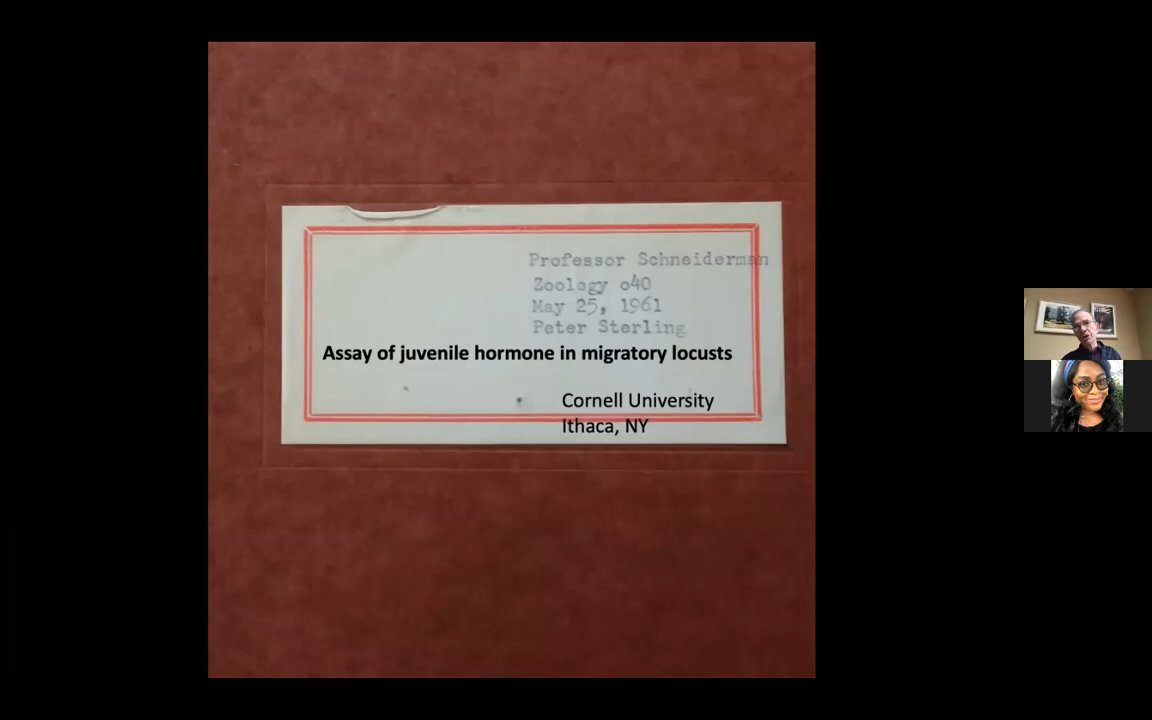 Professor Schneiderman
Zoology o40
May 25, 1961
Peter Sterling
Assay of juvenile hormone in migratory locusts
Cornell University
Ithaca, NY